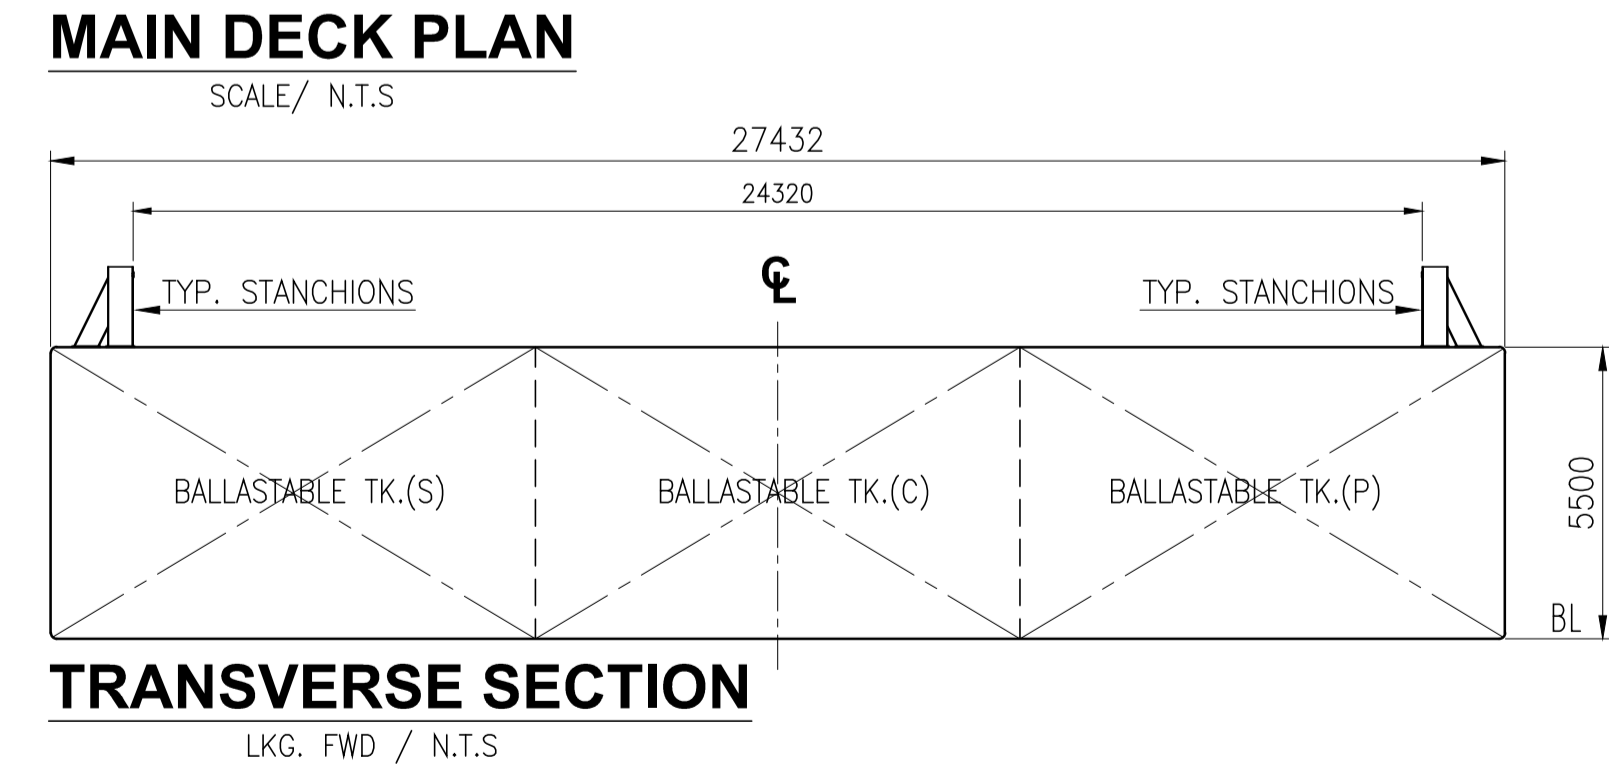 MAIN DECK PLAN
SCALE/ N.T.S
27432
24320
TYP. STANCHIONS
℄
TYP. STANCHIONS
BALLASTABLE TK.(S)
BALLASTABLE TK.(C)
BALLASTABLE TK.(P)
5500
BL
TRANSVERSE SECTION
LKG. FWD / N.T.S